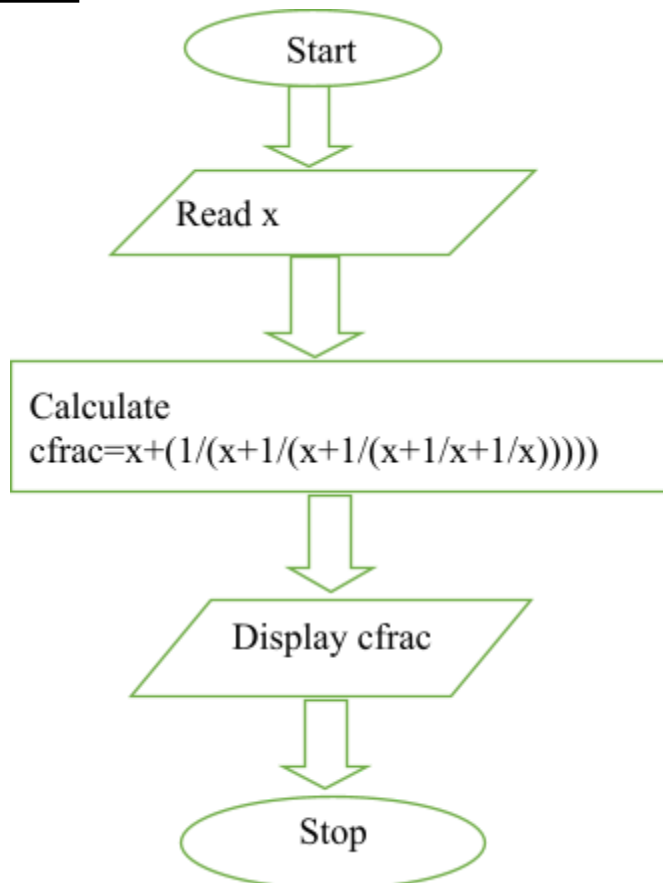 Start
Read x
Calculate
cfrac=x+(1/(x+1/(x+1/(x+1/x+1/x)))))
Display cfrac
Stop